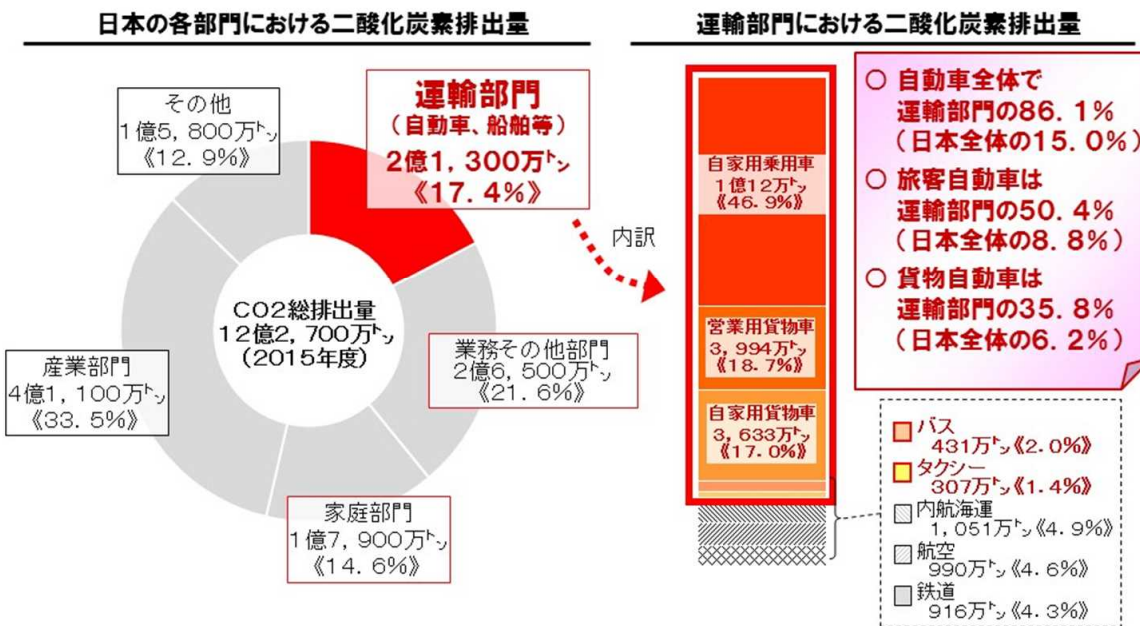 日本の各部門における二酸化炭素排出量
運輸部門における二酸化炭素排出量
その他
1億5,800万㌧
《12.9%》
運輸部門
(自動車、船舶等)
2億1,300万㌧
《17.4%》
内訳
CO2総排出量
12億2,700万㌧
(2015年度)
産業部門
4億1,100万㌧
《33.5%》
業務その他部門
2億6,500万㌧
《21.6%》
家庭部門
1億7,900万㌧
《14.6%》
自家用乗用車
1億12万㌧
《46.9%》
営業用貨物車
3,994万㌧
《18.7%》
自家用貨物車
3,633万㌧
《17.0%》
○ 自動車全体で
運輸部門の86.1%
(日本全体の15.0%)
○ 旅客自動車は
運輸部門の50.4%
(日本全体の8.8%)
○ 貨物自動車は
運輸部門の35.8%
(日本全体の6.2%)
バス
431万㌧《2.0%》
タクシー
307万㌧《1.4%》
内航海運
1,051万㌧《4.9%》
航空
990万㌧《4.6%》
鉄道
916万㌧《4.3%》